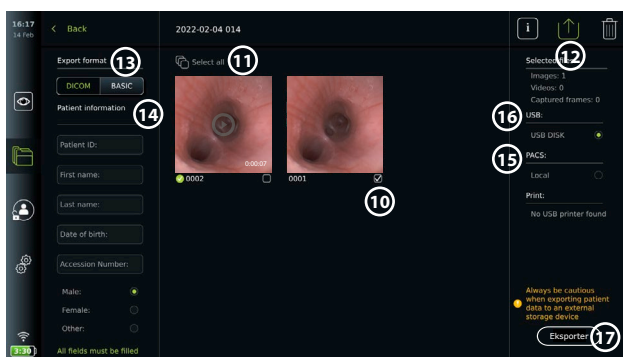 16:17
14 Feb
3:30
Back
2022-02-04 014
i
12
Export format
13
DICOM BASIC
Patient information
14
Patient ID:
First name:
Last name:
Date of birth:
Accession Number:
Male:
Female:
Other:
All fields must be filled
Select all
11
0:00:07
0002
0001
10
Selected files:
Images: 1
Videos: 0
Captured frames: 0
16
USB:
USB DISK
15
PACS:
Local
Print:
No USB printer found
Always be cautious
when exporting patient
data to an external
storage device
Eksporter
17